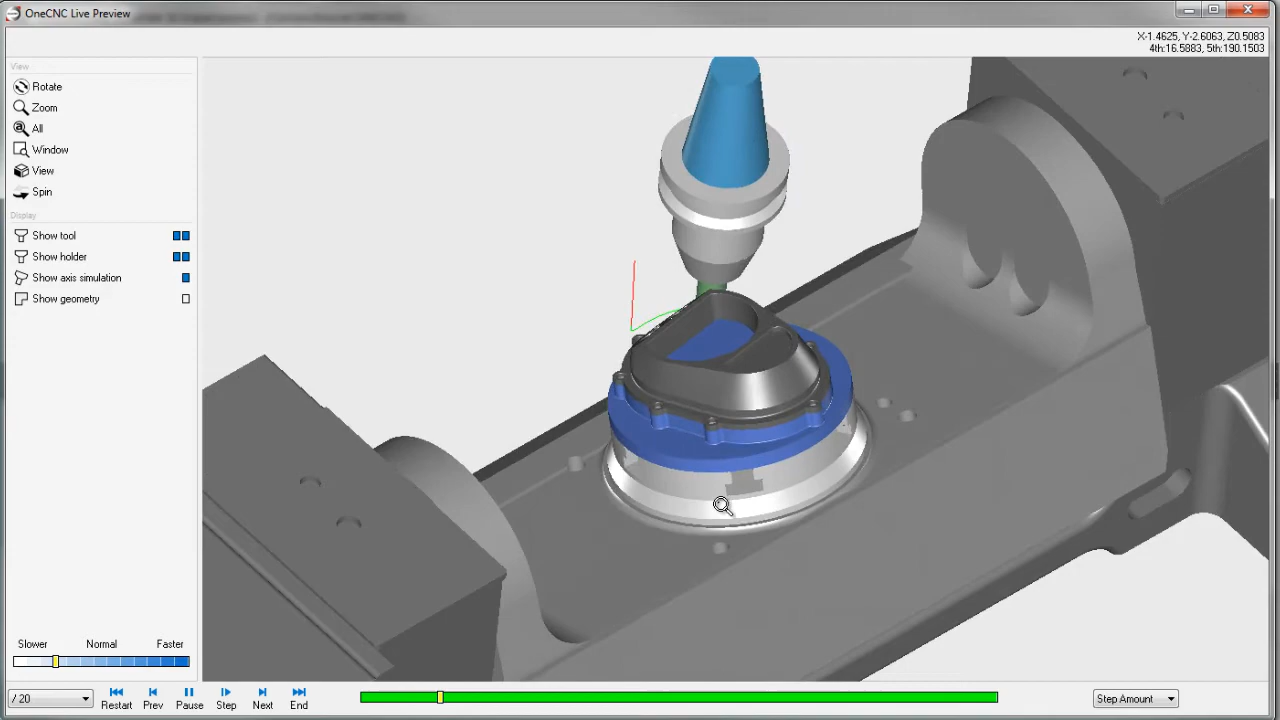 OneCNC Live Preview
X-1.4625, Y-2.6063, Z0.5083
4th:16.5883, 5th:190.1503
View
Rotate
Zoom
All
Window
View
Spin
Display
Show tool
Show holder
Show axis simulation
Show geometry
Slower Normal Faster
/ 20
Restart Prev Pause Step Next End
Step Amount